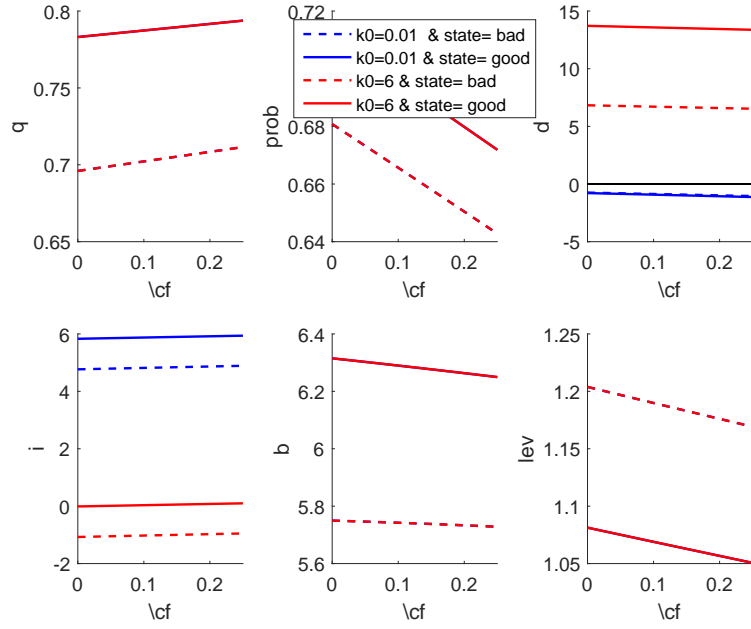 0.8
0.75
0.7
0.65
q
0
0.1
0.2
\cf
0.72
0.68
0.66
0.64
prob
0
0.1
0.2
\cf
k0=0.01 & state= bad
k0=0.01 & state= good
k0=6 & state= bad
k0=6 & state= good
15
10
5
0
-5
d
0
0.1
0.2
\cf
6
4
2
0
-2
i
0
0.1
0.2
\cf
6.4
6.2
6
5.8
5.6
b
0
0.1
0.2
\cf
1.25
1.2
1.15
1.1
1.05
lev
0
0.1
0.2
\cf